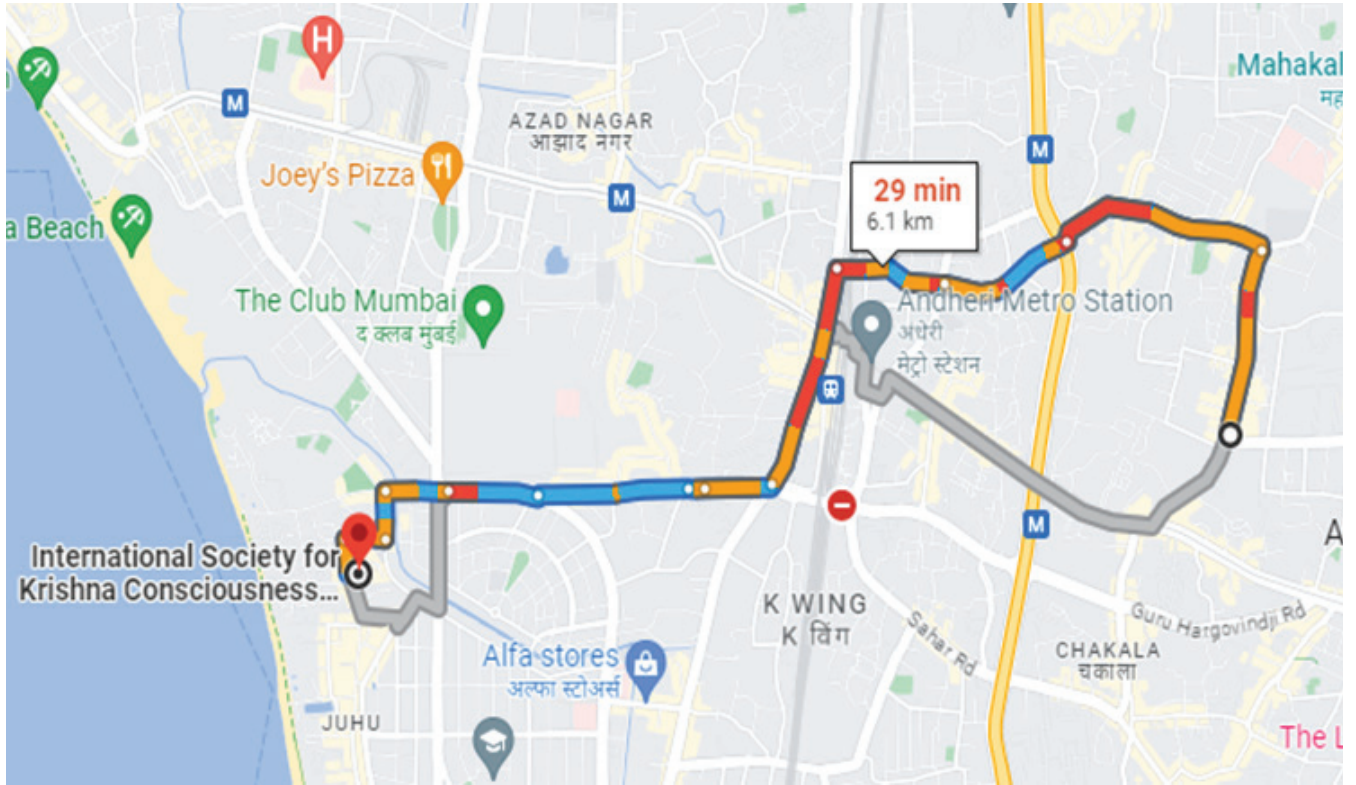 H
Mahakal
मह
M
AZAD NAGAR
आझाद नगर
M
Joey's Pizza
29 min
6.1 km
M
a Beach
The Club Mumbai
द क्लब मुंबई
Andheri Metro Station
अंधेरी
मेट्रो स्टेशन
International Society for
Krishna Consciousness...
M
A
K WING
K विंग
Guru Hargovindji Rd
Sahar Rd
CHAKALA
चकाला
Alfa stores
अल्फा स्टोअर्स
JUHU
The L